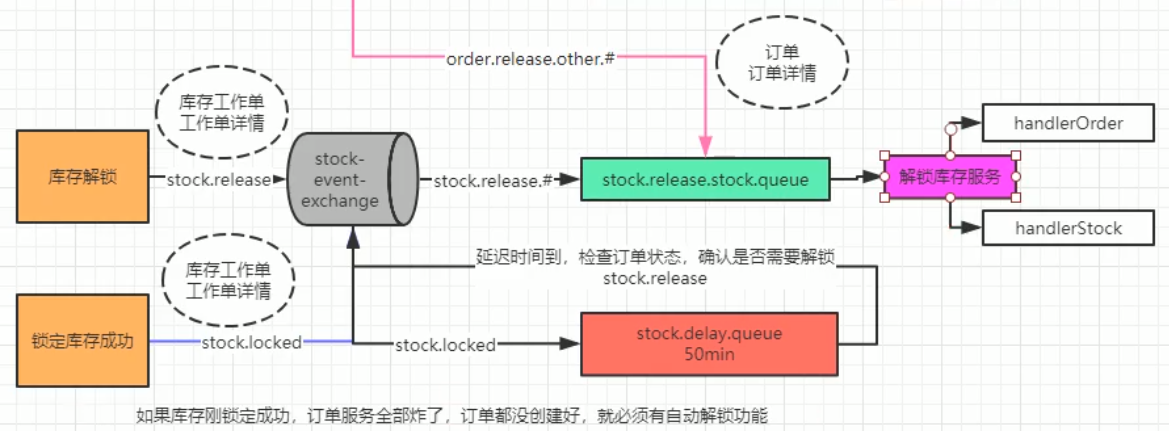 order.release.other.#
订单
订单详情
库存工作单
工作单详情
handlerOrder
库存解锁
stock.release
stock-
event-
exchange
stock.release.#
stock.release.stock.queue
解锁库存服务
handlerStock
延迟时间到，检查订单状态，确认是否需要解锁
stock.release
库存工作单
工作单详情
锁定库存成功
stock.locked
stock.locked
stock.delay.queue
50min
如果库存刚锁定成功，订单服务全部炸了，订单都没创建好，就必须有自动解锁功能